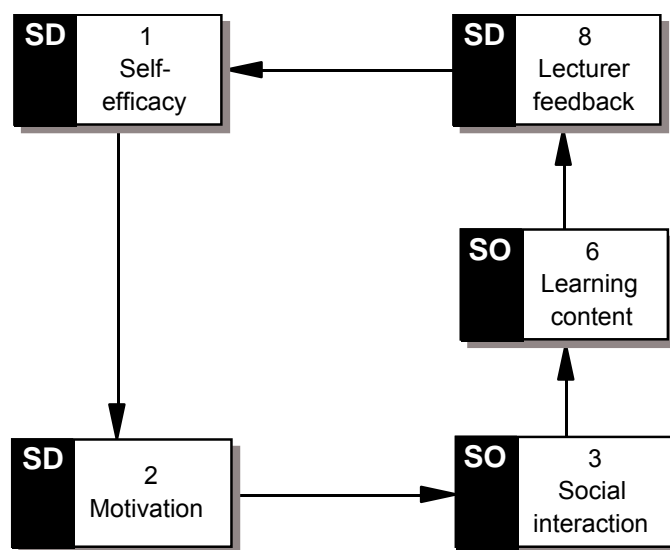 SD
1
Self-
efficacy
SD
8
Lecturer
feedback
SO
6
Learning
content
SD
2
Motivation
SO
3
Social
interaction